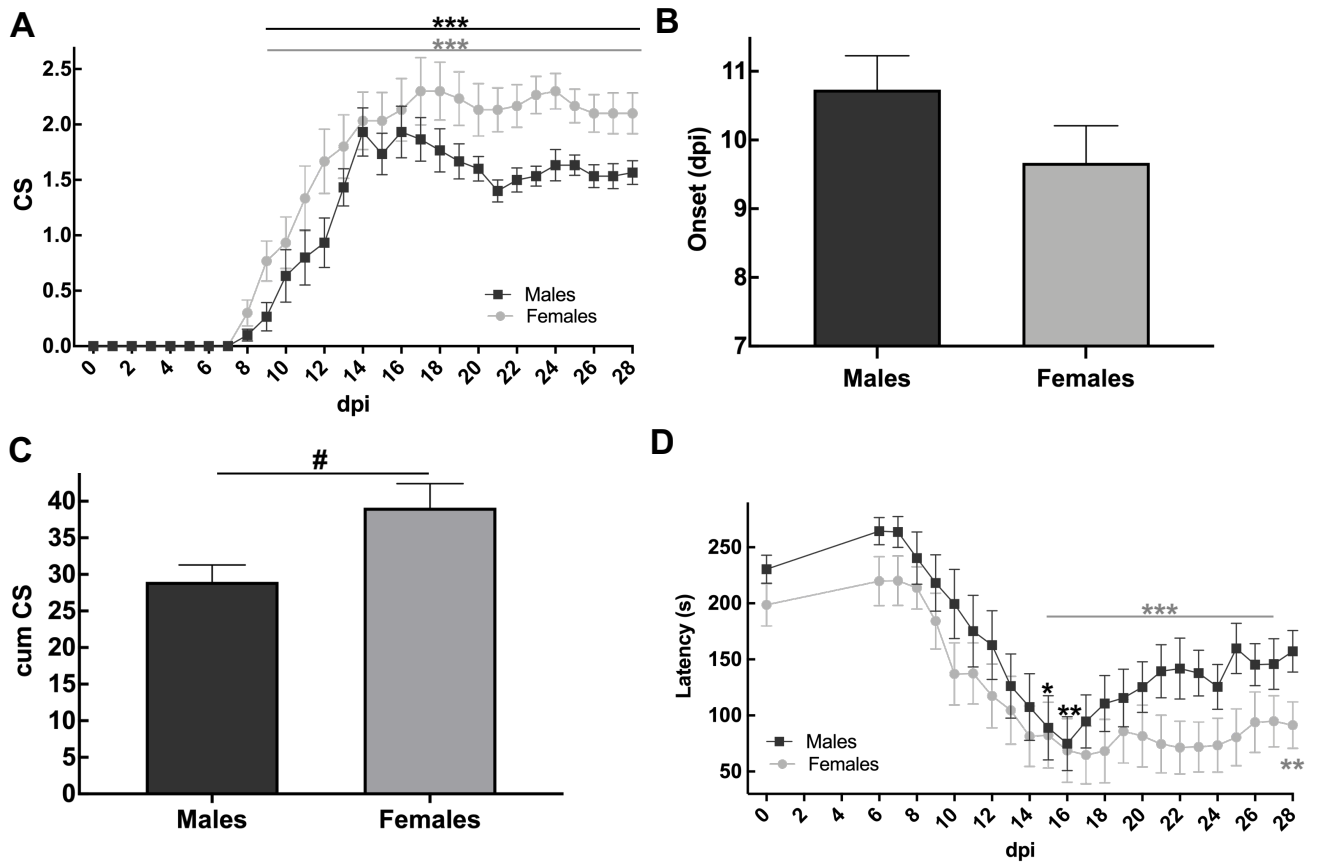 A
***
***
CS
2.5
2.0
1.5
1.0
0.5
0.0
Males
Females
0 2 4 6 8 10 12 14 16 18 20 22 24 26 28
dpi
B
Onset (dpi)
11
10
9
8
7
Males Females
C
#
cum CS
40
35
30
25
20
15
10
5
0
Males Females
D
Latency (s)
250
200
150
100
50
***
*
**
**
Males
Females
0 2 4 6 8 10 12 14 16 18 20 22 24 26 28
dpi